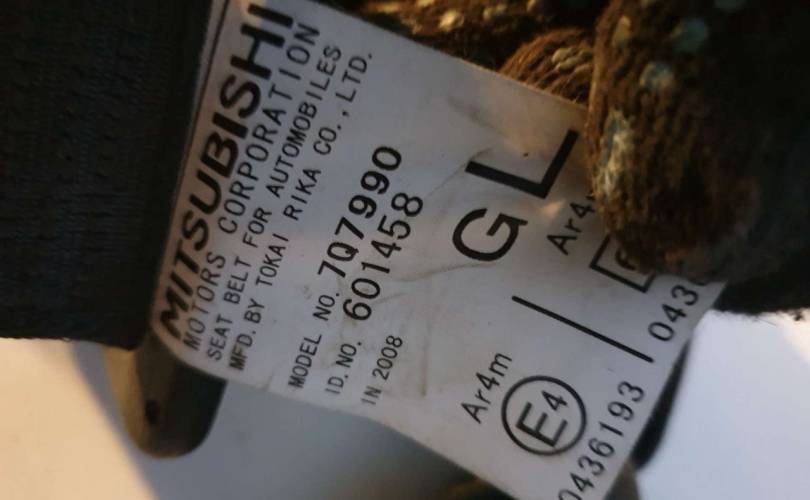 MITSUBISHI
MOTORS CORPORATION
SEAT BELT FOR AUTOMOBILES
MFD. BY TOKAI RIKA CO., LTD.
MODEL NO. 7Q7990
ID. NO. 601458
IN 2008
GL
Ar4m
E4
0436193